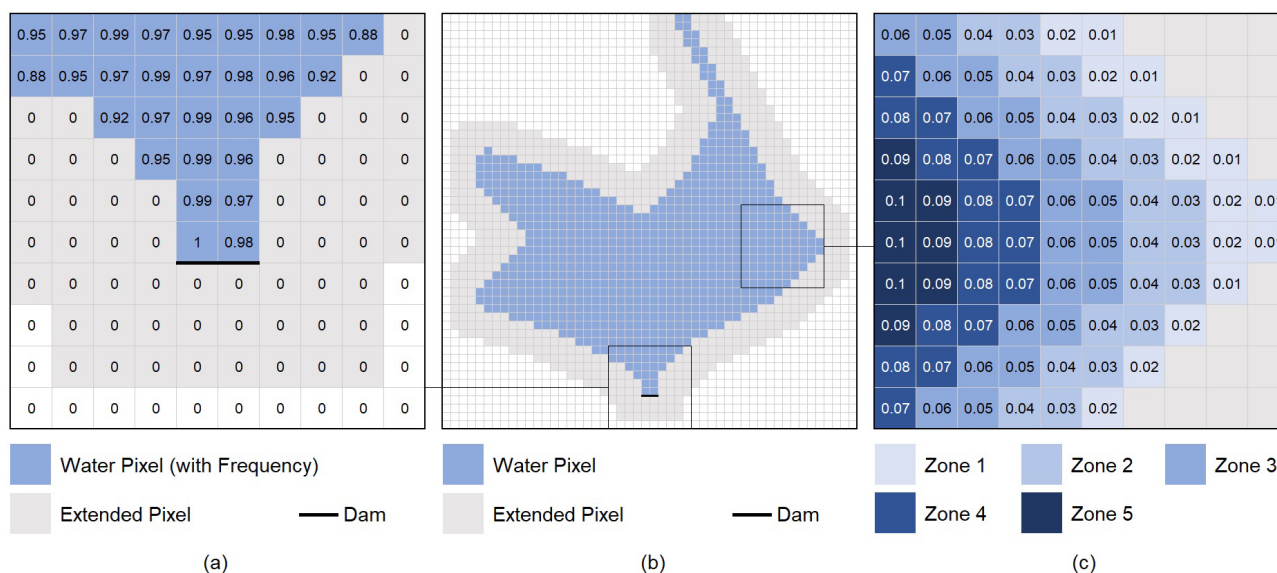 0.95 0.97 0.99 0.97 0.95 0.95 0.98 0.95 0.88 0
0.88 0.95 0.97 0.99 0.97 0.98 0.96 0.92 0 0
0 0 0.92 0.97 0.99 0.96 0.95 0 0 0
0 0 0 0.95 0.99 0.96 0 0 0 0
0 0 0 0 0.99 0.97 0 0 0 0
0 0 0 0 1 0.98 0 0 0 0
0 0 0 0 0 0 0 0 0 0
0 0 0 0 0 0 0 0 0 0
0 0 0 0 0 0 0 0 0 0
0 0 0 0 0 0 0 0 0 0
Water Pixel (with Frequency)
Extended Pixel Dam
(a)
Water Pixel
Extended Pixel Dam
(b)
0.06 0.05 0.04 0.03 0.02 0.01
0.07 0.06 0.05 0.04 0.03 0.02 0.01
0.08 0.07 0.06 0.05 0.04 0.03 0.02 0.01
0.09 0.08 0.07 0.06 0.05 0.04 0.03 0.02 0.01
0.1 0.09 0.08 0.07 0.06 0.05 0.04 0.03 0.02 0.01
0.1 0.09 0.08 0.07 0.06 0.05 0.04 0.03 0.02 0.01
0.1 0.09 0.08 0.07 0.06 0.05 0.04 0.03 0.01
0.09 0.08 0.07 0.06 0.05 0.04 0.03 0.02
0.08 0.07 0.06 0.05 0.04 0.03 0.02
0.07 0.06 0.05 0.04 0.03 0.02
Zone 1 Zone 2 Zone 3
Zone 4 Zone 5
(c)